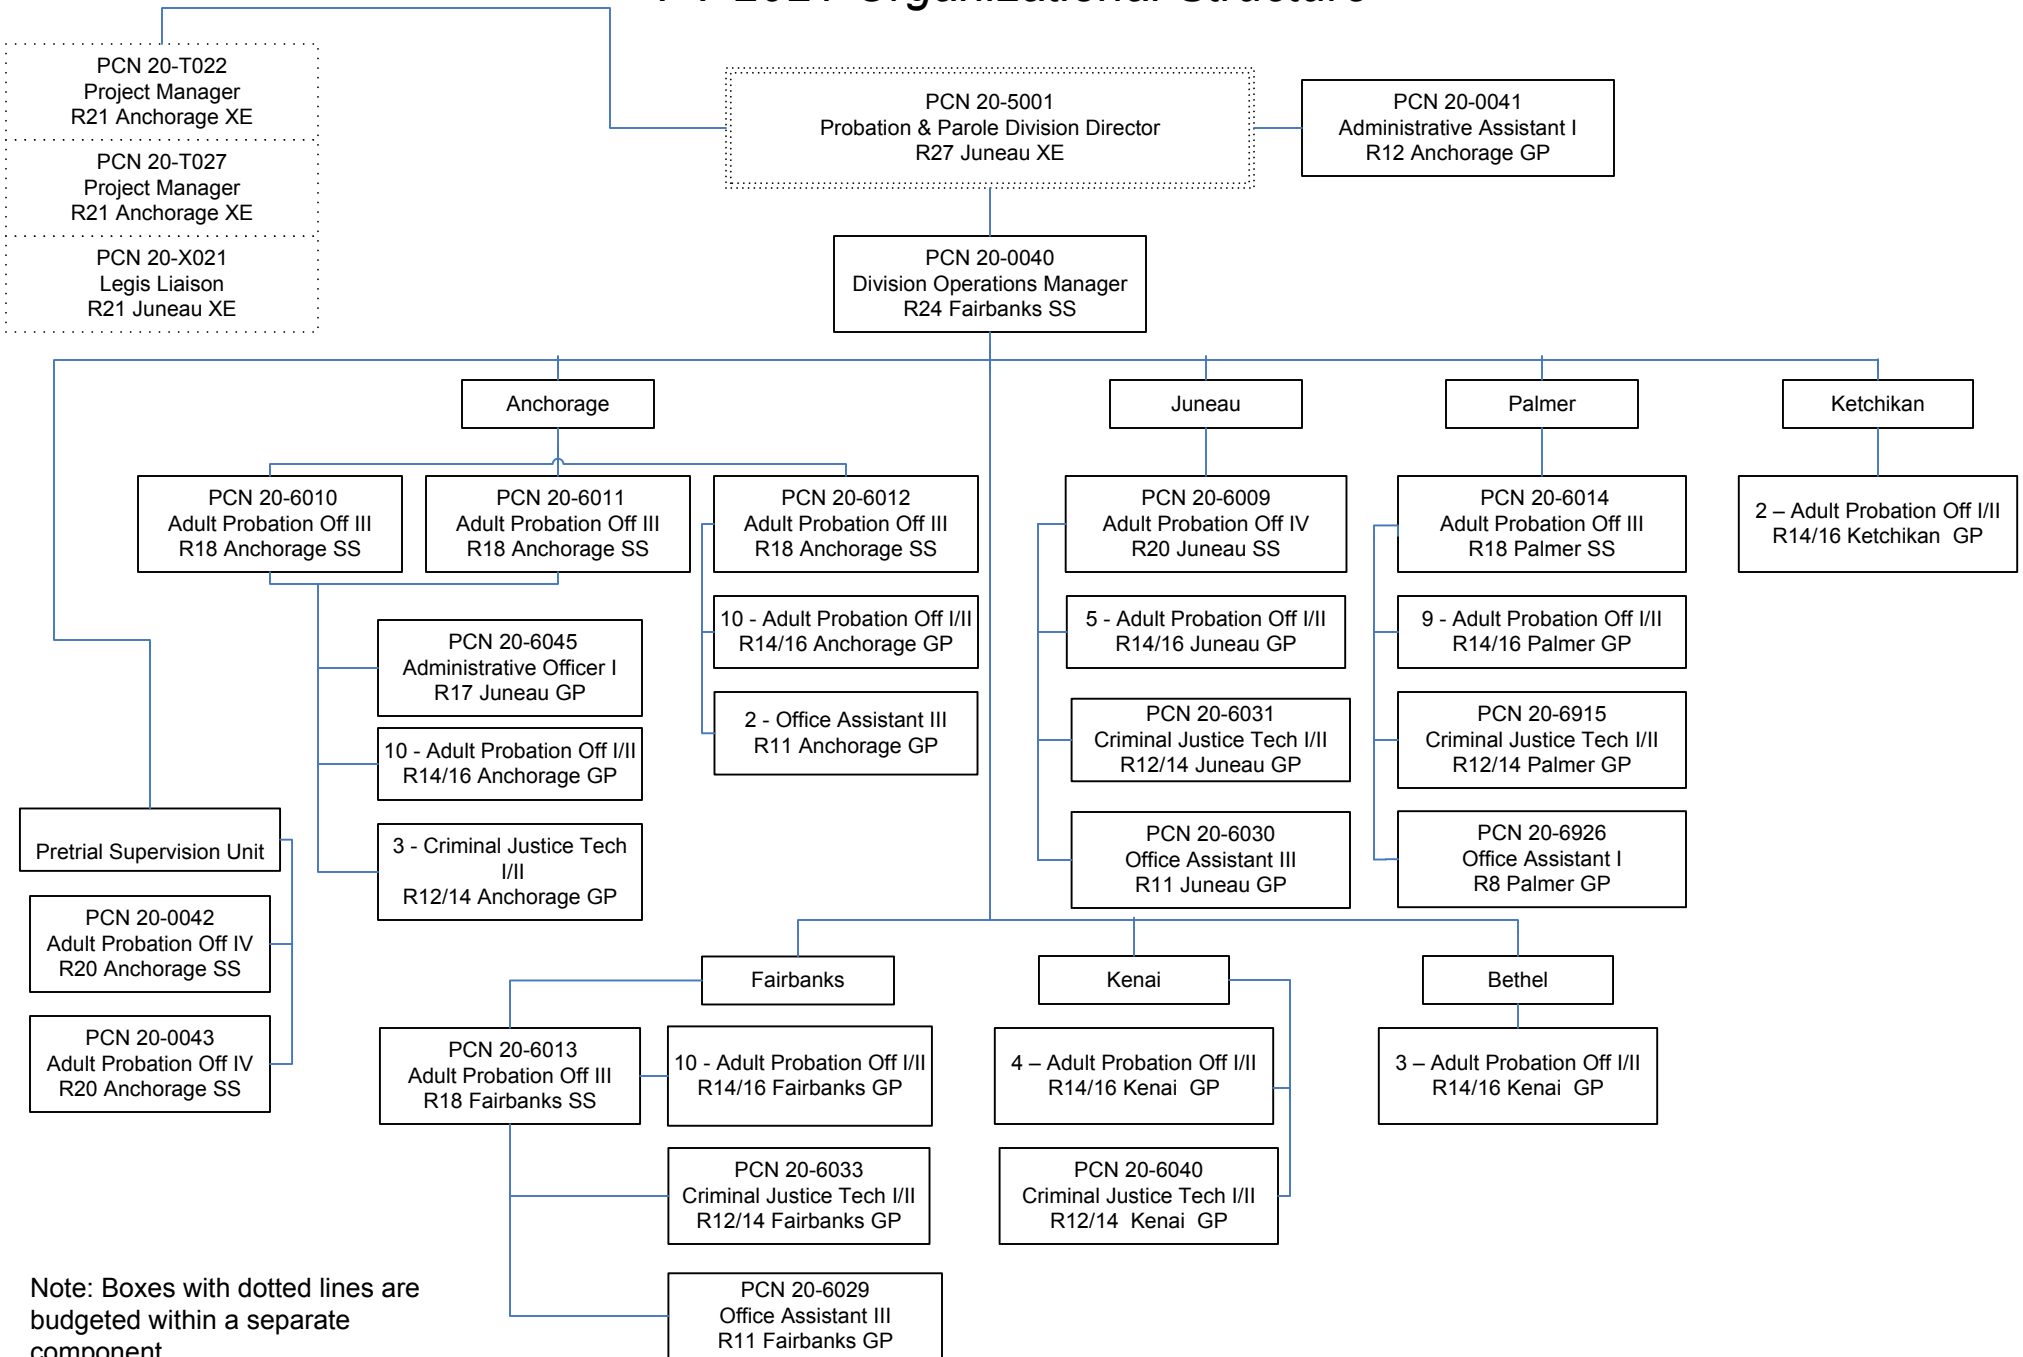 FY 2021 Organizational Structure
PCN 20-T022
Project Manager
R21 Anchorage XE
PCN 20-T027
Project Manager
R21 Anchorage XE
PCN 20-X021
Legis Liaison
R21 Juneau XE
PCN 20-5001
Probation & Parole Division Director
R27 Juneau XE
PCN 20-0041
Administrative Assistant I
R12 Anchorage GP
PCN 20-0040
Division Operations Manager
R24 Fairbanks SS
Anchorage
Juneau
Palmer
Ketchikan
PCN 20-6010
Adult Probation Off III
R18 Anchorage SS
PCN 20-6011
Adult Probation Off III
R18 Anchorage SS
PCN 20-6012
Adult Probation Off III
R18 Anchorage SS
PCN 20-6009
Adult Probation Off IV
R20 Juneau SS
PCN 20-6014
Adult Probation Off III
R18 Palmer SS
2 – Adult Probation Off I/II
R14/16 Ketchikan  GP
PCN 20-6045
Administrative Officer I
R17 Juneau GP
10 - Adult Probation Off I/II
R14/16 Anchorage GP
3 - Criminal Justice Tech
I/II
R12/14 Anchorage GP
10 - Adult Probation Off I/II
R14/16 Anchorage GP
2 - Office Assistant III
R11 Anchorage GP
5 - Adult Probation Off I/II
R14/16 Juneau GP
PCN 20-6031
Criminal Justice Tech I/II
R12/14 Juneau GP
PCN 20-6030
Office Assistant III
R11 Juneau GP
9 - Adult Probation Off I/II
R14/16 Palmer GP
PCN 20-6915
Criminal Justice Tech I/II
R12/14 Palmer GP
PCN 20-6926
Office Assistant I
R8 Palmer GP
Pretrial Supervision Unit
PCN 20-0042
Adult Probation Off IV
R20 Anchorage SS
PCN 20-0043
Adult Probation Off IV
R20 Anchorage SS
Fairbanks
Kenai
Bethel
PCN 20-6013
Adult Probation Off III
R18 Fairbanks SS
10 - Adult Probation Off I/II
R14/16 Fairbanks GP
4 – Adult Probation Off I/II
R14/16 Kenai  GP
3 – Adult Probation Off I/II
R14/16 Kenai  GP
PCN 20-6033
Criminal Justice Tech I/II
R12/14 Fairbanks GP
PCN 20-6040
Criminal Justice Tech I/II
R12/14  Kenai  GP
PCN 20-6029
Office Assistant III
R11 Fairbanks GP
Note: Boxes with dotted lines are
budgeted within a separate
component